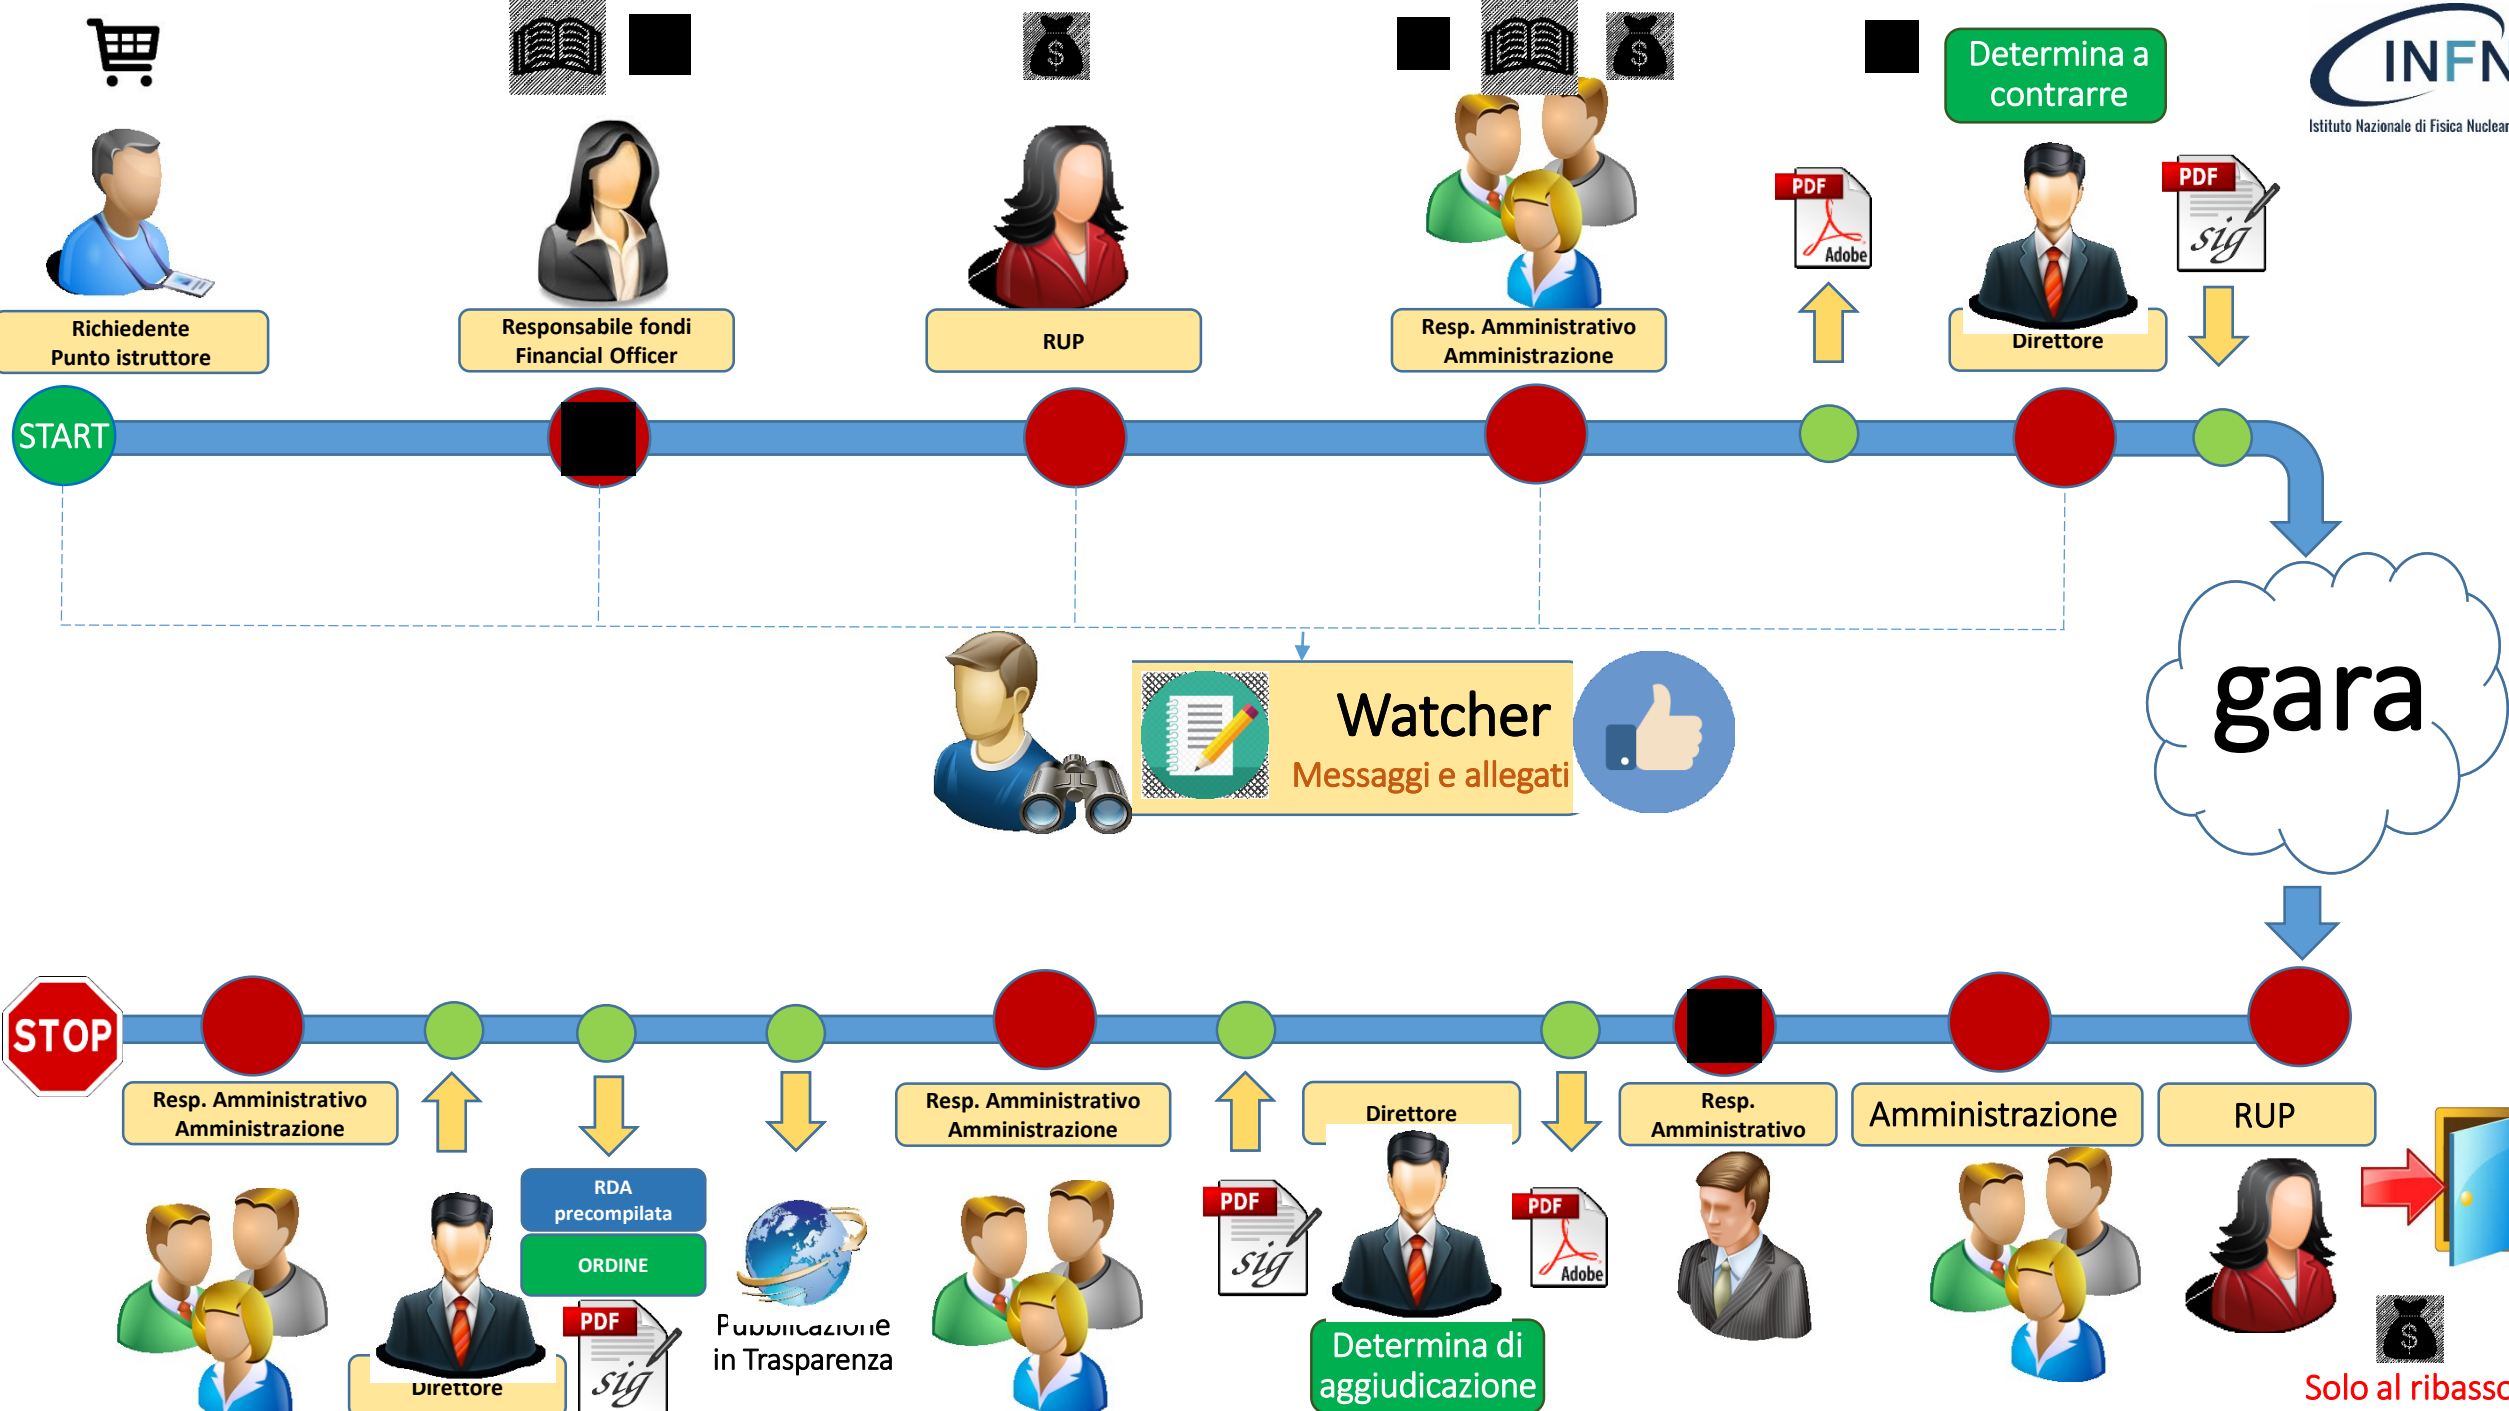 Determina a
contrarre
INFN
Istituto Nazionale di Fisica Nuclear
PDF
Adobe
PDF
sig
Richiedente
Punto istruttore
Responsabile fondi
Financial Officer
RUP
Resp. Amministrativo
Amministrazione
Direttore
START
Watcher
Messaggi e allegati
gara
STOP
Resp. Amministrativo
Amministrazione
Resp. Amministrativo
Amministrazione
Direttore
Resp.
Amministrativo
Amministrazione
RUP
RDA
precompilata
ORDINE
PDF
sig
Direttore
Pubblicazione
in Trasparenza
PDF
sig
PDF
Adobe
Determina di
aggiudicazione
Solo al ribasso